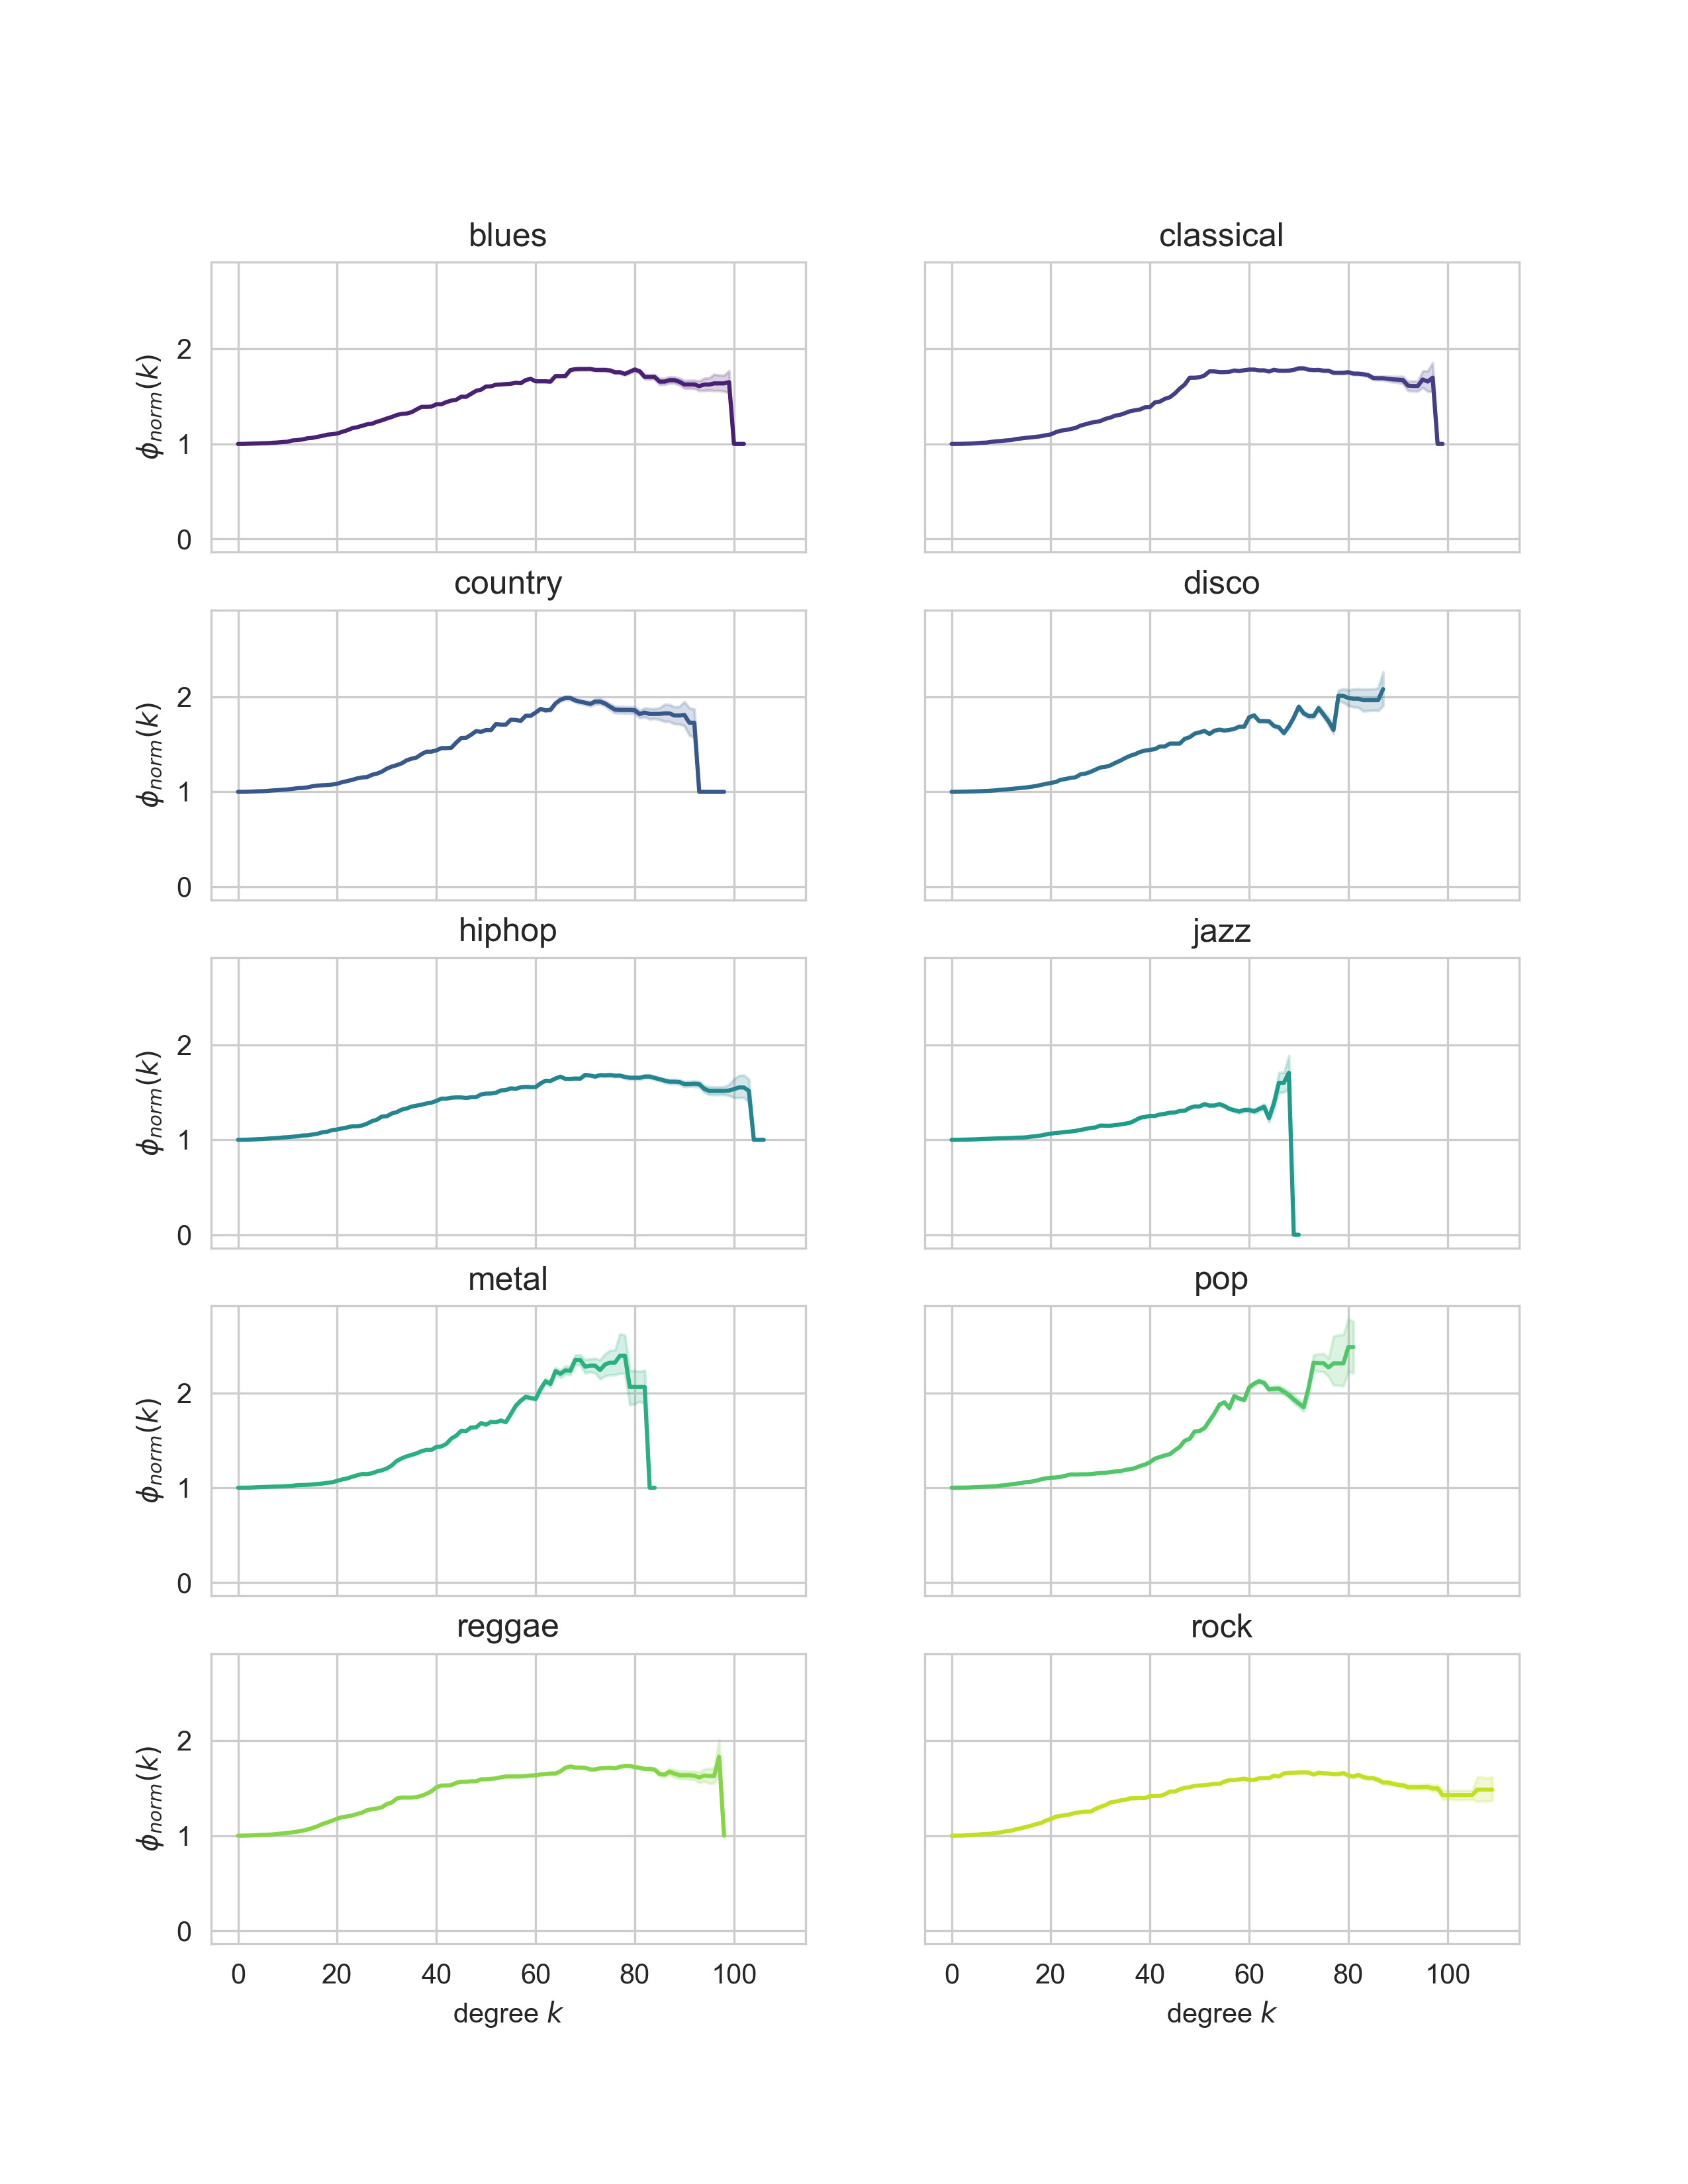 blues
classical
ϕnorm(k)
2
1
0
country
disco
ϕnorm(k)
2
1
0
hiphop
jazz
ϕnorm(k)
2
1
0
metal
pop
ϕnorm(k)
2
1
0
reggae
rock
ϕnorm(k)
2
1
0
0 20 40 60 80 100
0 20 40 60 80 100
degree k
degree k